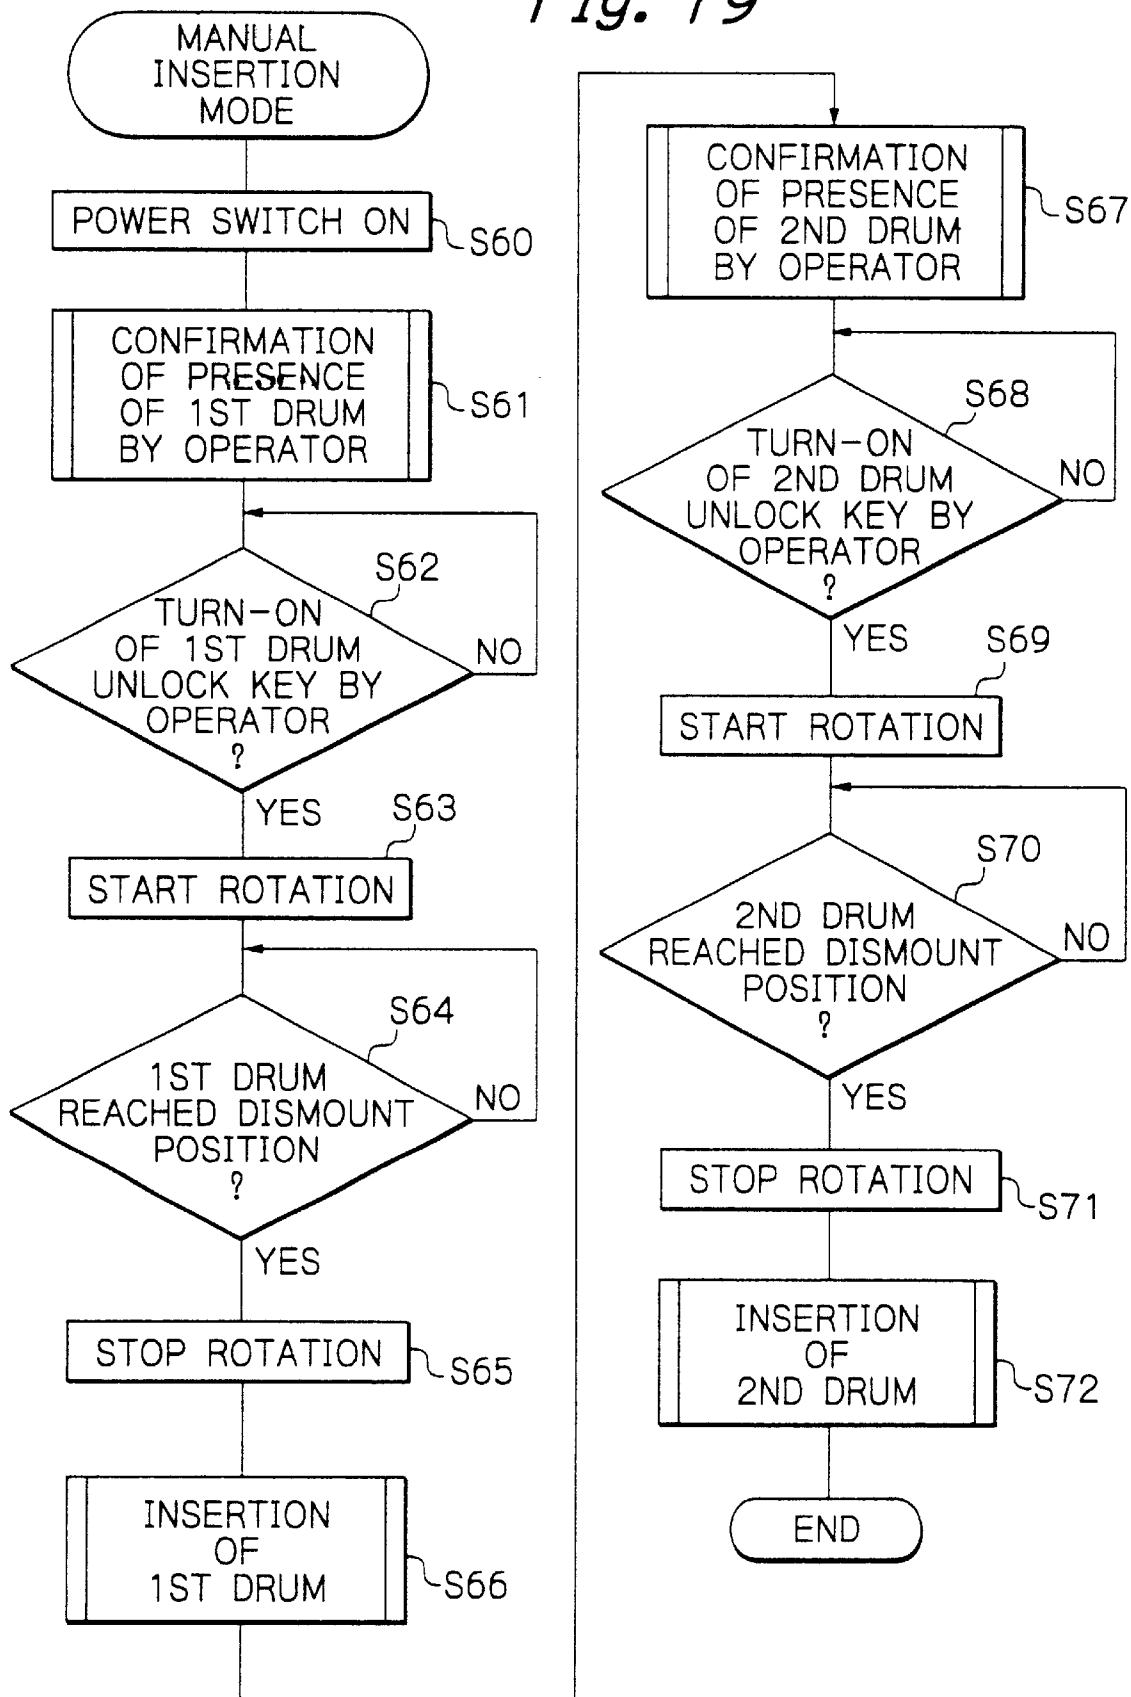 Fig. 19
MANUAL
INSERTION
MODE
POWER SWITCH ON
S60
CONFIRMATION
OF PRESENCE
OF 1ST DRUM
BY OPERATOR
S61
S62
TURN-ON
OF 1ST DRUM
UNLOCK KEY BY
OPERATOR
?
NO
YES
S63
START ROTATION
S64
1ST DRUM
REACHED DISMOUNT
POSITION
?
NO
YES
STOP ROTATION
S65
INSERTION
OF
1ST DRUM
S66
CONFIRMATION
OF PRESENCE
OF 2ND DRUM
BY OPERATOR
S67
S68
TURN-ON
OF 2ND DRUM
UNLOCK KEY BY
OPERATOR
?
NO
YES
S69
START ROTATION
S70
2ND DRUM
REACHED DISMOUNT
POSITION
?
NO
YES
STOP ROTATION
S71
INSERTION
OF
2ND DRUM
S72
END